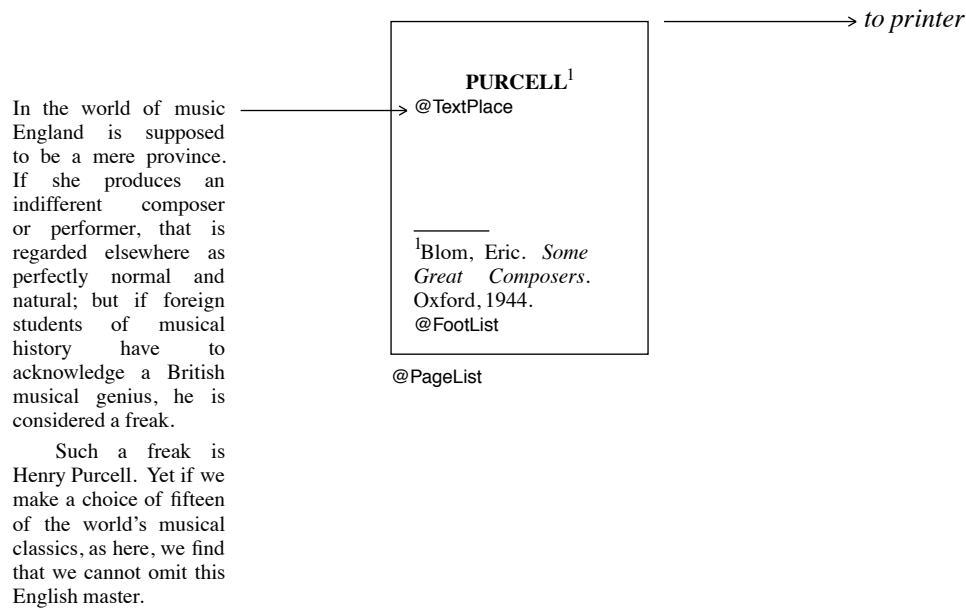 to printer
PURCELL1
@TextPlace
1Blom, Eric. Some
Great Composers.
Oxford, 1944.
@FootList
@PageList
In the world of music
England is supposed
to be a mere province.
If she produces an
indifferent composer
or performer, that is
regarded elsewhere as
perfectly normal and
natural; but if foreign
students of musical
history have to
acknowledge a British
musical genius, he is
considered a freak.
Such a freak is
Henry Purcell. Yet if we
make a choice of fifteen
of the world's musical
classics, as here, we find
that we cannot omit this
English master.